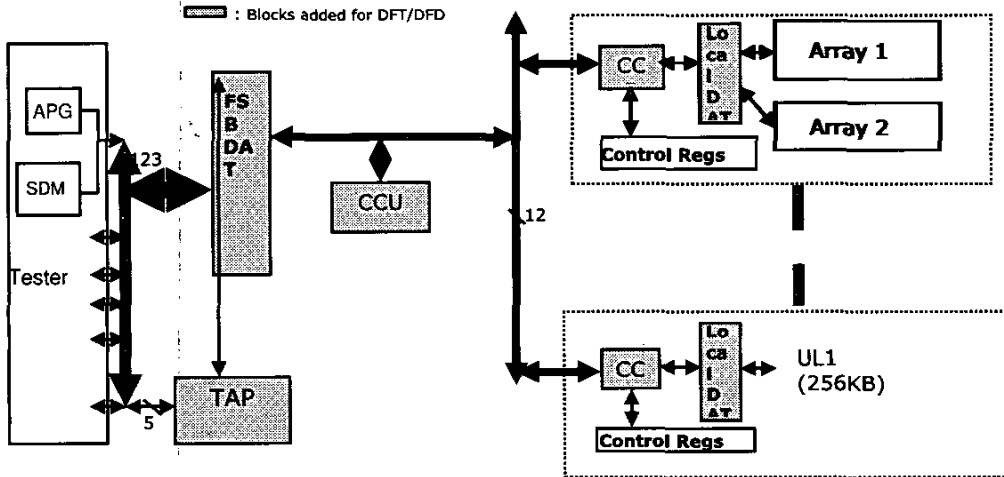 : Blocks added for DFT/DFD
APG
SDM
Tester
123
FS
B
DA
T
TAP
5
CCU
12
CC
Lo
ca
l
D
AT
Array 1
Array 2
Control Regs
CC
Lo
ca
l
D
AT
UL1
(256KB)
Control Regs